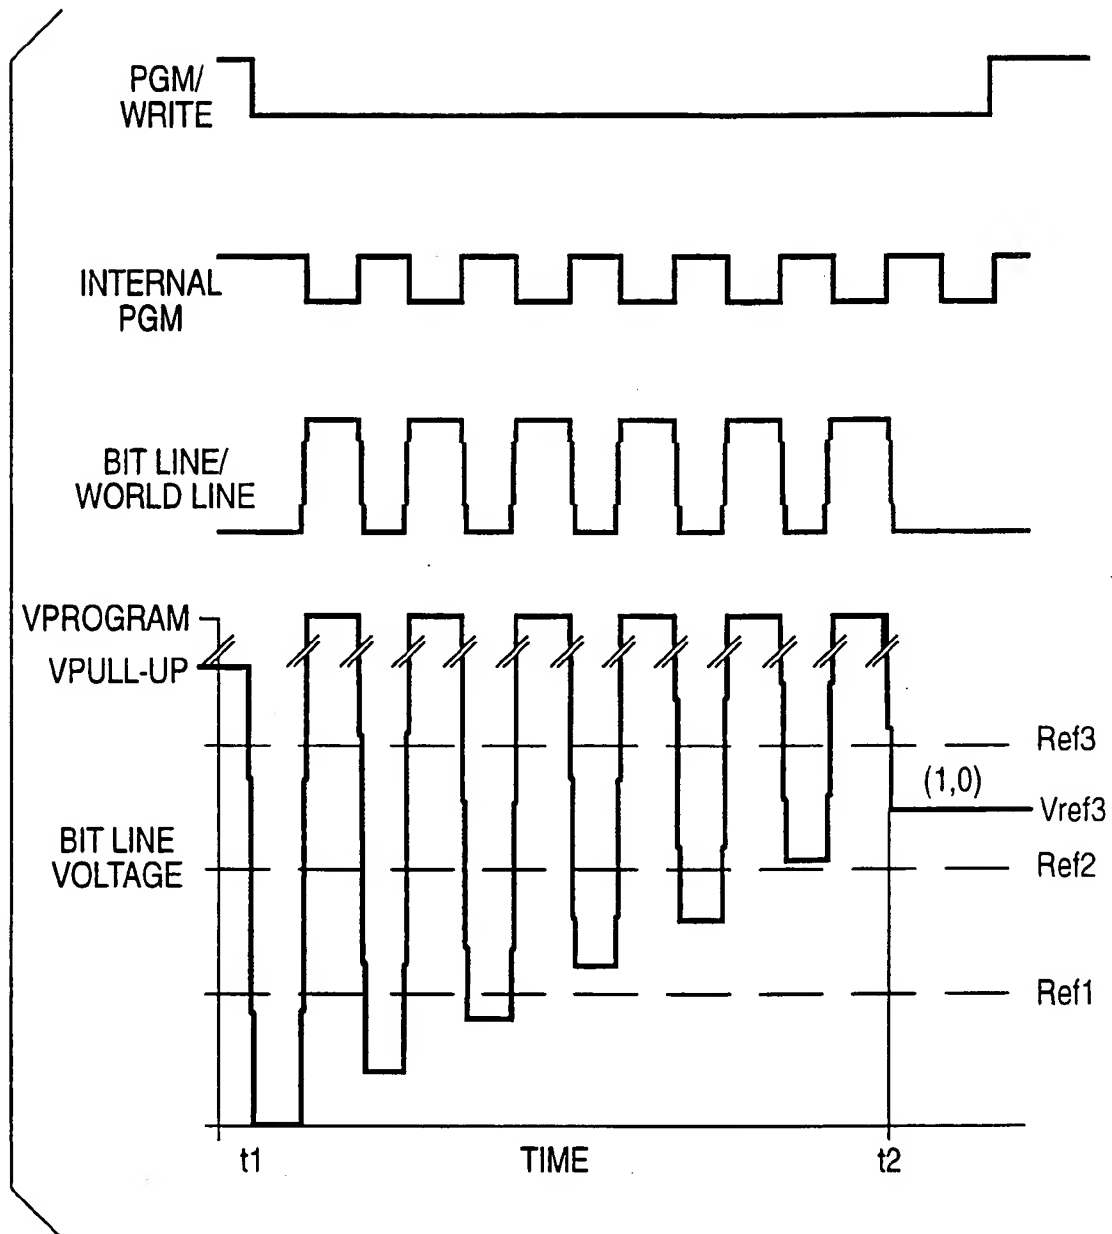 PGM/
WRITE
INTERNAL
PGM
BIT LINE/
WORLD LINE
VPROGRAM
VPULL-UP
Ref3
(1,0)
Vref3
BIT LINE
VOLTAGE
Ref2
Ref1
t1
TIME
t2